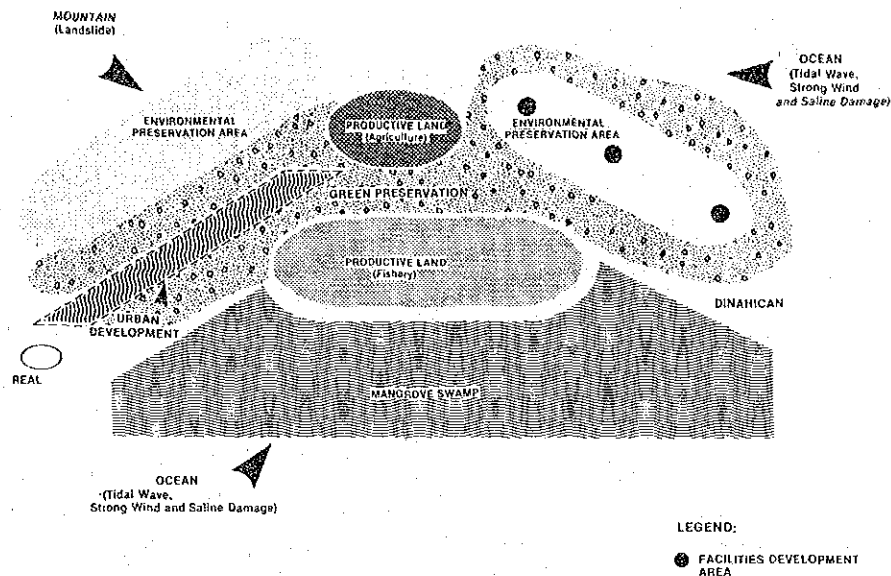 MOUNTAIN
(Landslide)
OCEAN
(Tidal Wave,
Strong Wind
and Saline Damage)
ENVIRONMENTAL
PRESERVATION AREA
PRODUCTIVE LAND
(Agriculture)
ENVIRONMENTAL
PRESERVATION AREA
GREEN PRESERVATION
PRODUCTIVE LAND
(Fishery)
DINAHICAN
URBAN
DEVELOPMENT
REAL
MANGROVE SWAMP
OCEAN
(Tidal Wave,
Strong Wind and Saline Damage)
LEGEND:
FACILITIES DEVELOPMENT
AREA